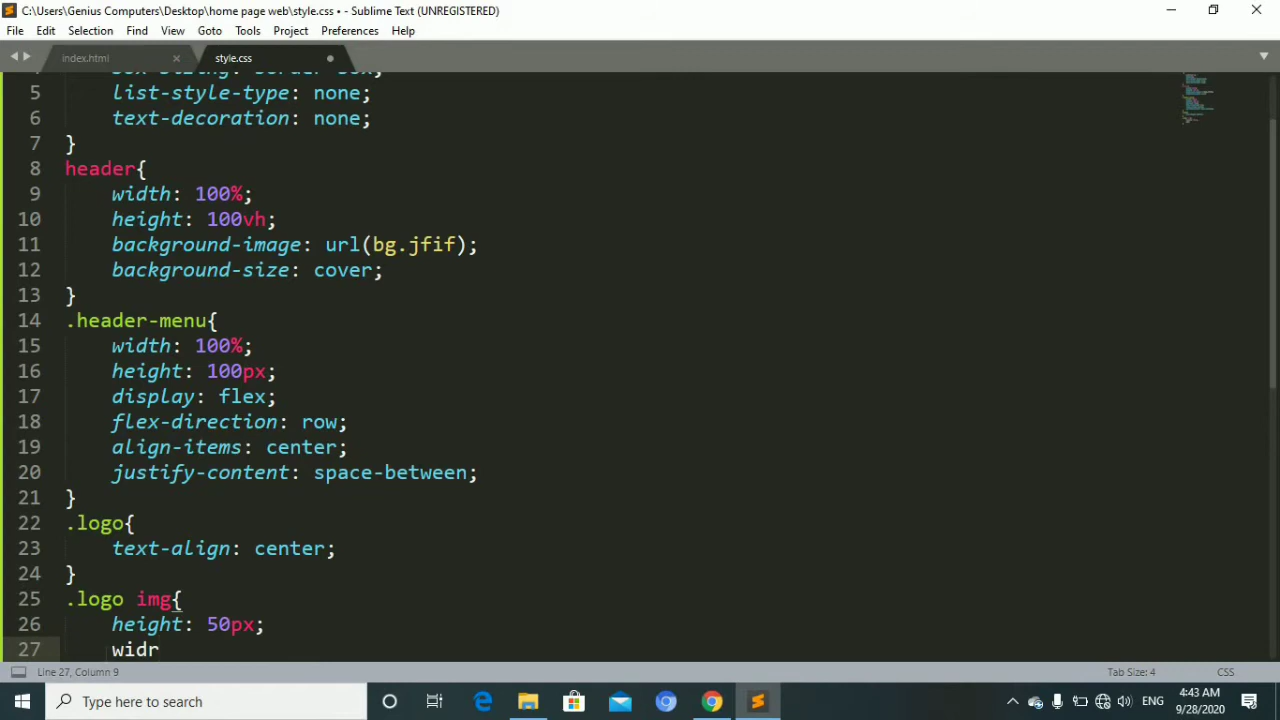 C:\Users\Genius Computers\Desktop\home page web\style.css • - Sublime Text (UNREGISTERED)
File Edit Selection Find View Goto Tools Project Preferences Help
index.html style.css
5 list-style-type: none;
6 text-decoration: none;
7 }
8 header{
9 width: 100%;
10 height: 100vh;
11 background-image: url(bg.jfif);
12 background-size: cover;
13 }
14 .header-menu{
15 width: 100%;
16 height: 100px;
17 display: flex;
18 flex-direction: row;
19 align-items: center;
20 justify-content: space-between;
21 }
22 .logo{
23 text-align: center;
24 }
25 .logo img{
26 height: 50px;
27 widr
Line 27, Column 9 Tab Size: 4 CSS
Type here to search ENG 4:43 AM
9/28/2020